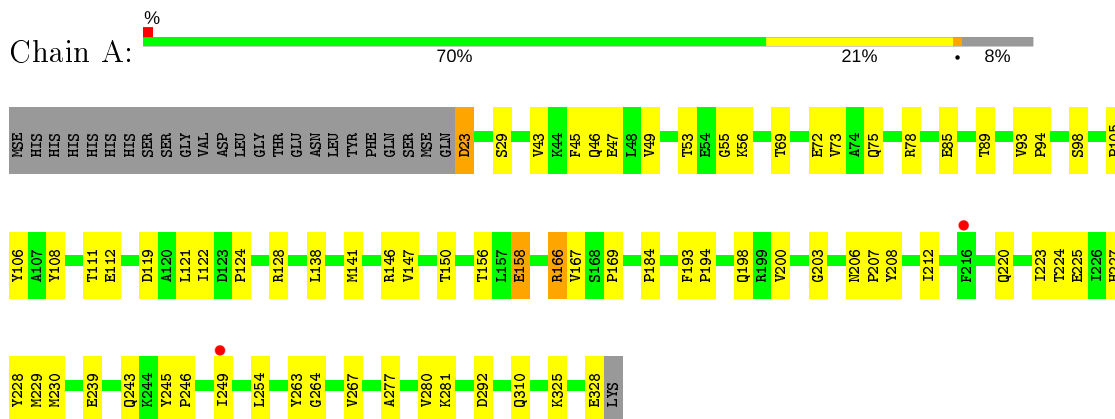 %
Chain A:
70% 21% • 8%
MSE HIS HIS HIS HIS HIS HIS SER SER GLY VAL ASP LEU GLY THR GLU ASN LEU TYR PHE GLN SER MSE GLN D23 S29 V43 K44 F45 Q46 E47 L48 V49 T53 E54 G55 K56 T69 E72 V73 A74 Q75 R78 E85 T89 V93 P94 S98
Y106 A107 Y108 T111 E112 D119 A120 L121 I122 D123 P124 R128 L138 M141 R146 V147 T150 T156 L157 E158 R166 V167 S168 P169 P184 F193 P194 Q198 R199 V200 G203 N206 P207 Y208 I212 F216 Q220 I223 T224 E225 I226
Y228 M229 M230 E239 Q243 K244 Y245 P246 I249 L254 Y263 G264 V267 A277 V280 K281 D292 Q310 K325 E328 LYS